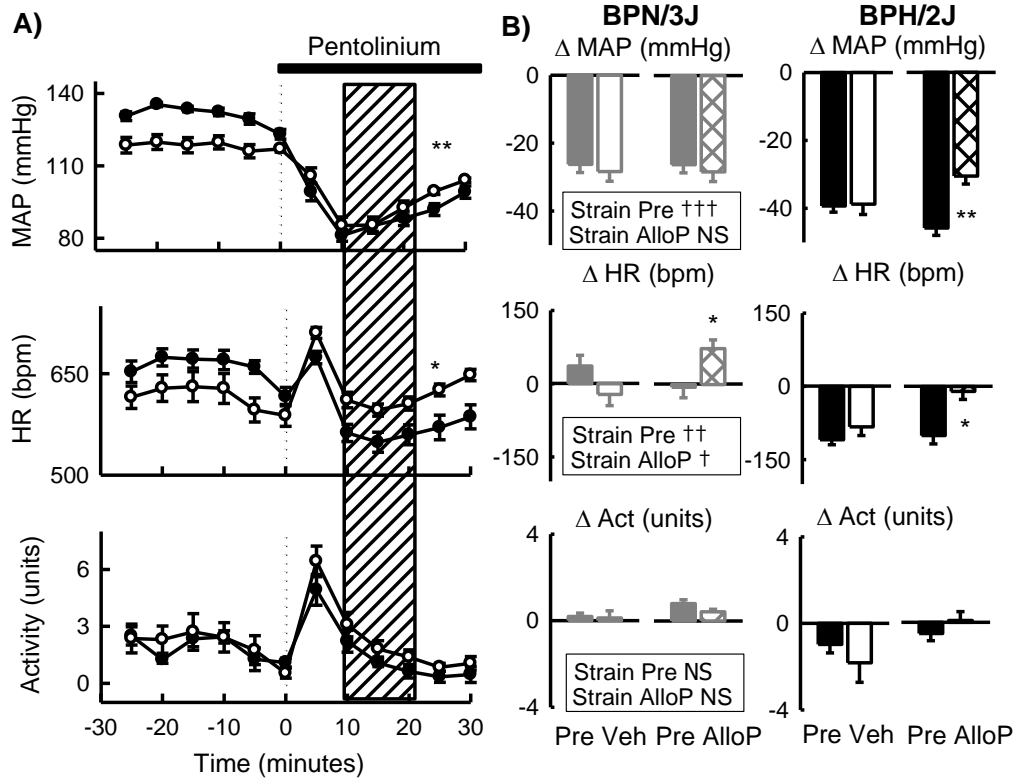 A)
Pentolinium
MAP (mmHg)
140
110
80
**
HR (bpm)
650
500
*
Activity (units)
6
3
0
-30 -20 -10 0 10 20 30
Time (minutes)
B)
BPN/3J BPH/2J
Δ MAP (mmHg) Δ MAP (mmHg)
0 0
-20 -20
-40 -40
**
Strain Pre †††
Strain AlloP NS
Δ HR (bpm) Δ HR (bpm)
150 150
0 0
-150 -150
*
*
Strain Pre ††
Strain AlloP †
Δ Act (units) Δ Act (units)
4 4
0 0
-4 -4
Strain Pre NS
Strain AlloP NS
Pre Veh Pre AlloP Pre Veh Pre AlloP